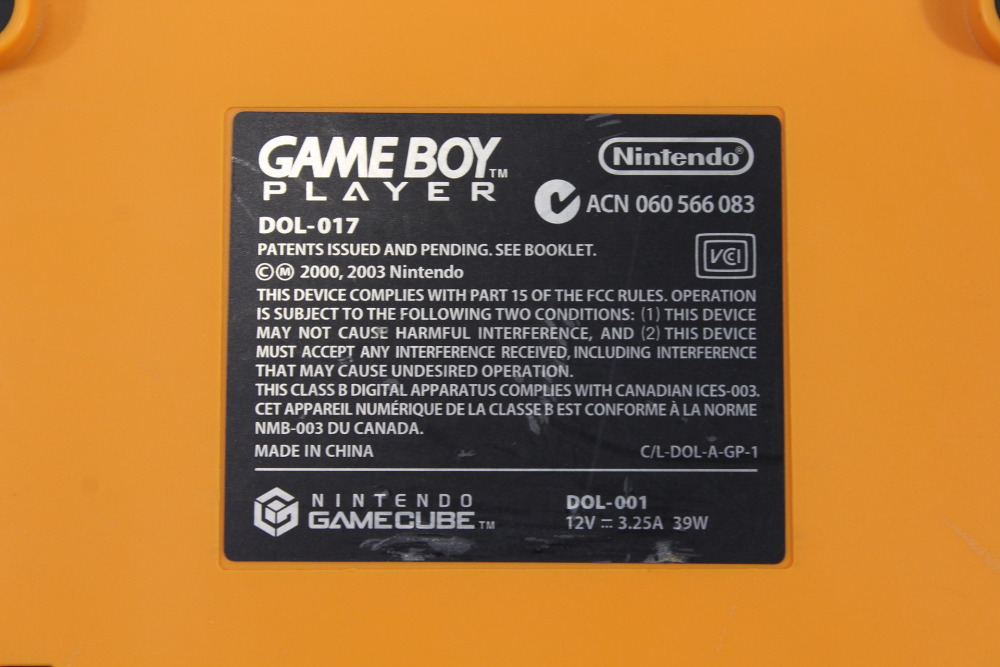 GAME BOY™
PLAYER
Nintendo®
ACN 060 566 083
DOL-017
PATENTS ISSUED AND PENDING. SEE BOOKLET.
VCI
©Ⓜ 2000, 2003 Nintendo
THIS DEVICE COMPLIES WITH PART 15 OF THE FCC RULES. OPERATION
IS SUBJECT TO THE FOLLOWING TWO CONDITIONS: (1) THIS DEVICE
MAY NOT CAUSE HARMFUL INTERFERENCE, AND (2) THIS DEVICE
MUST ACCEPT ANY INTERFERENCE RECEIVED, INCLUDING INTERFERENCE
THAT MAY CAUSE UNDESIRED OPERATION.
THIS CLASS B DIGITAL APPARATUS COMPLIES WITH CANADIAN ICES-003.
CET APPAREIL NUMÉRIQUE DE LA CLASSE B EST CONFORME À LA NORME
NMB-003 DU CANADA.
MADE IN CHINA
C/L-DOL-A-GP-1
NINTENDO
GAMECUBE™
DOL-001
12V ⎓ 3.25A 39W